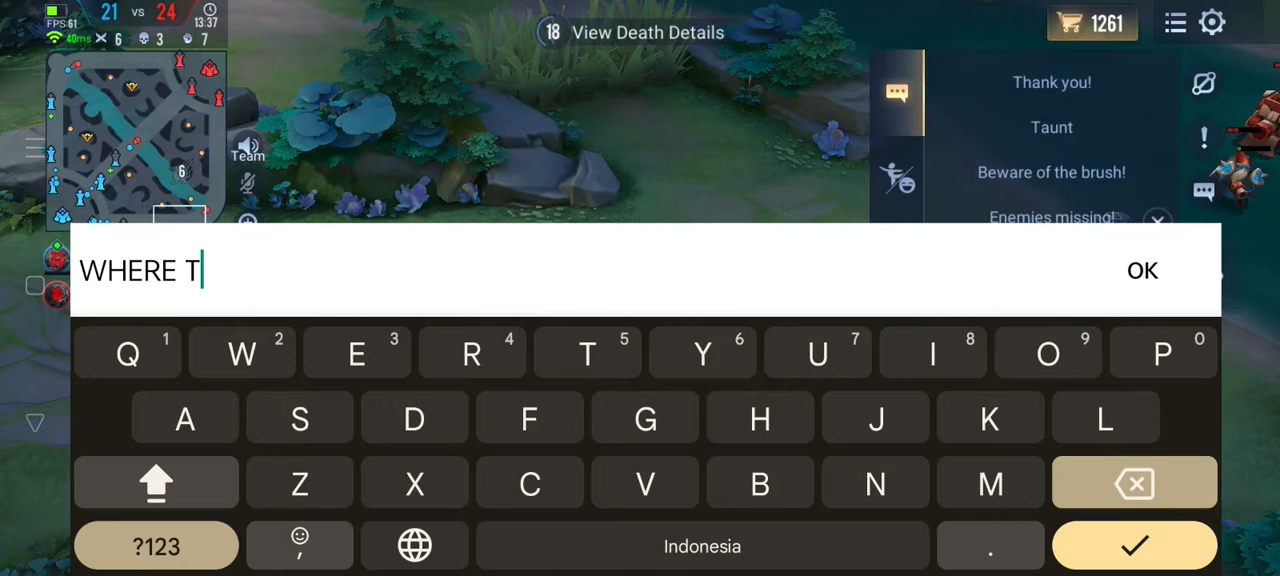 21 vs 24
13:37
FPS 61
40ms 6 3 7
18 View Death Details
1261
Team
6
Thank you!
Taunt
Beware of the brush!
Enemies missing!
WHERE T
OK
Q 1 W 2 E 3 R 4 T 5 Y 6 U 7 I 8 O 9 P 0
A S D F G H J K L
Z X C V B N M
?123 , Indonesia .